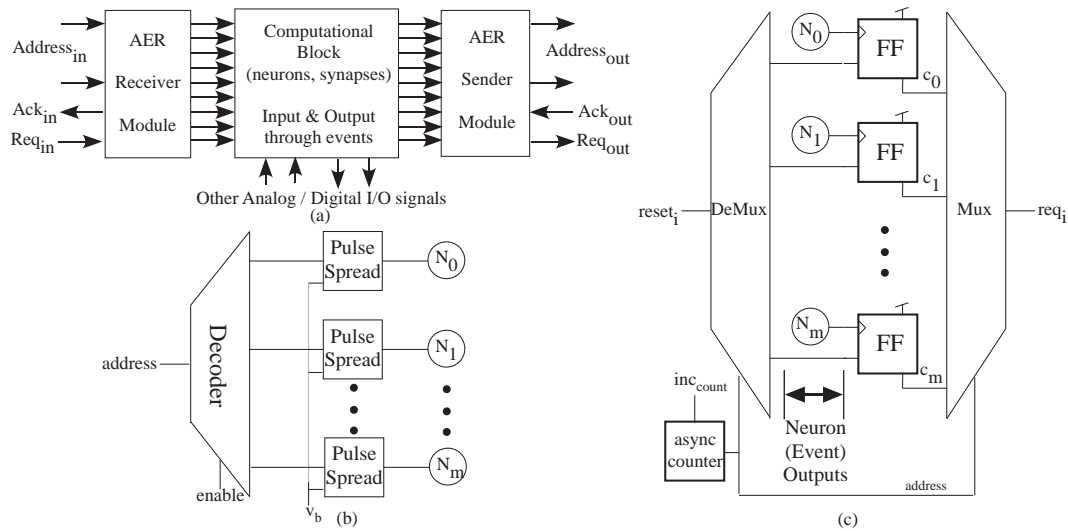 Address_in
Ack_in
Req_in
AER
Receiver
Module
Computational
Block
(neurons, synapses)
Input & Output
through events
AER
Sender
Module
Address_out
Ack_out
Req_out
Other Analog / Digital I/O signals
(a)
address
Decoder
enable
Pulse
Spread
N_0
Pulse
Spread
N_1
Pulse
Spread
N_m
v_b
(b)
reset_i
DeMux
N_0
FF
c_0
N_1
FF
c_1
N_m
FF
c_m
Mux
req_i
inc_count
async
counter
Neuron
(Event)
Outputs
address
(c)